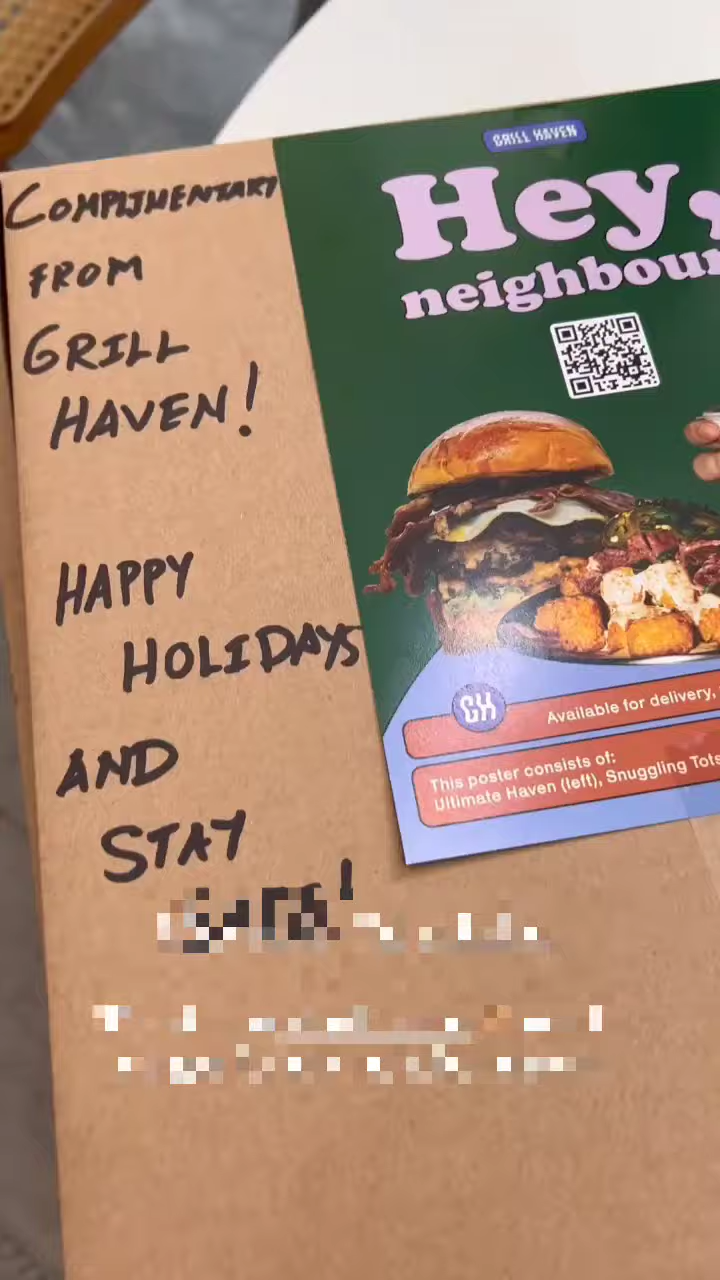 COMPLIMENTARY
FROM
GRILL
HAVEN!
HAPPY
HOLIDAYS
AND
STAY
GRILL HAVEN
Hey,
neighbour
GH
Available for delivery,
This poster consists of:
Ultimate Haven (left), Snuggling Tots